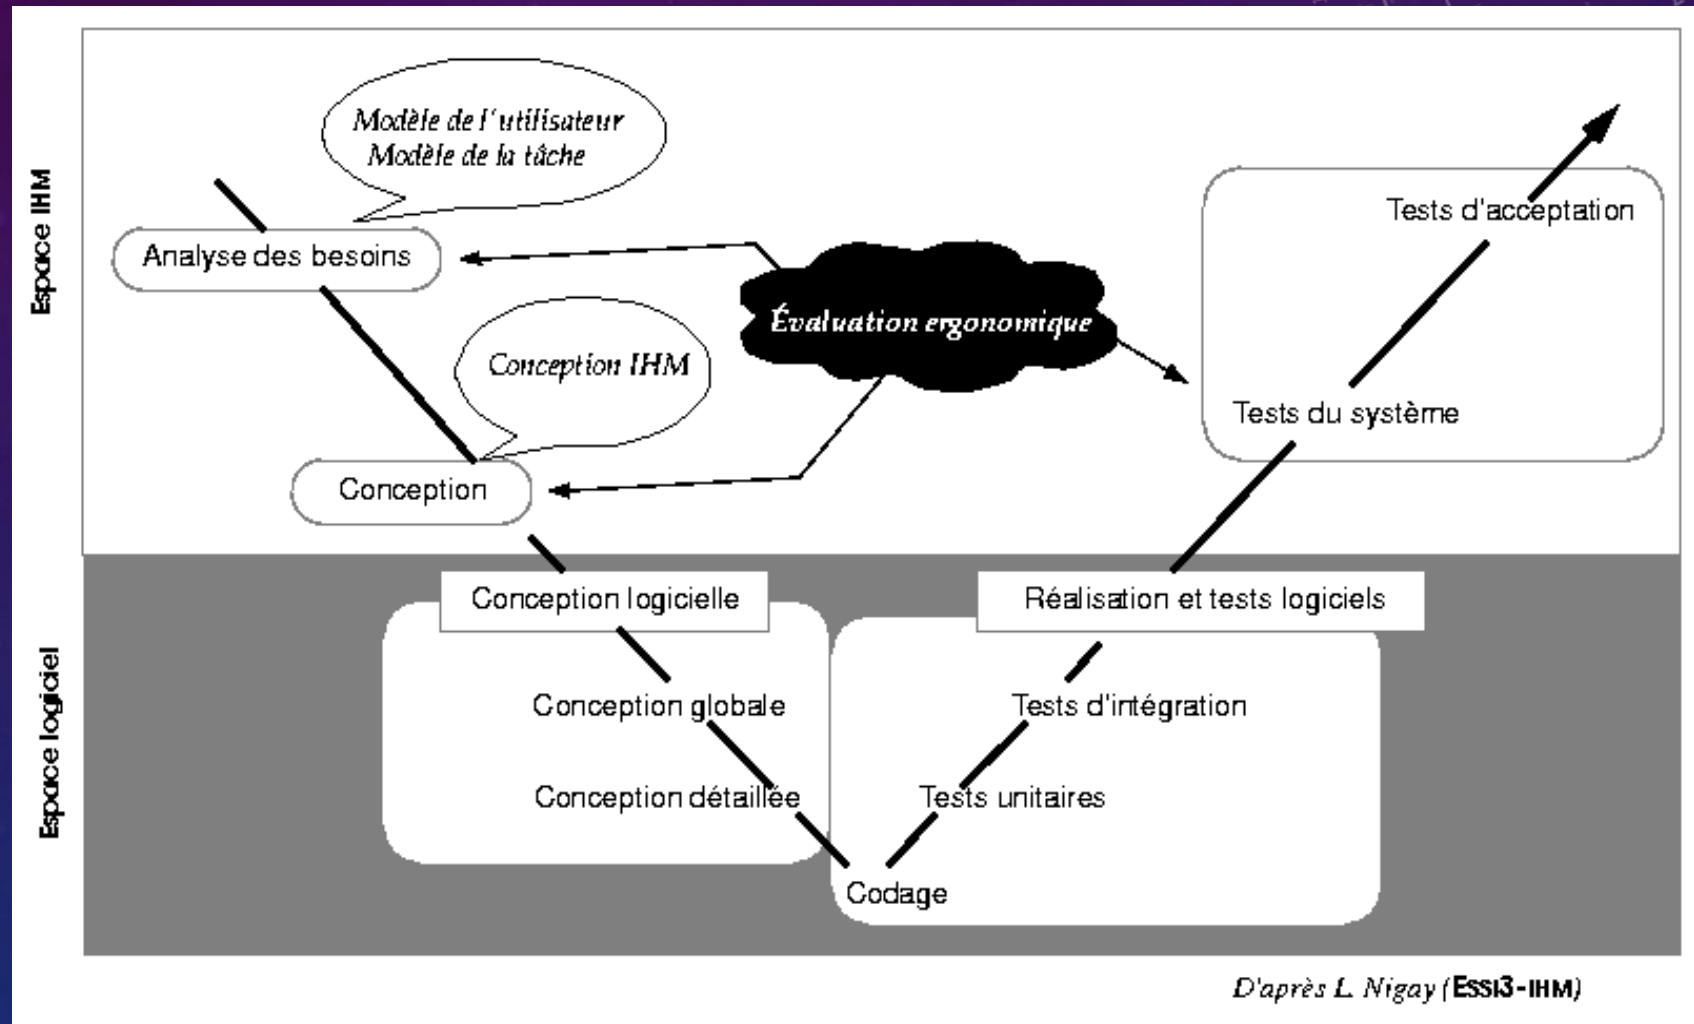 Modèle de l'utilisateur
Modèle de la tâche
Espace IHM
Analyse des besoins
Tests d'acceptation
Évaluation ergonomique
Conception IHM
Tests du système
Conception
Espace logiciel
Conception logicielle
Réalisation et tests logiciels
Conception globale
Tests d'intégration
Conception détaillée
Tests unitaires
Codage
D'après L. Nigay (ESSI3-IHM)